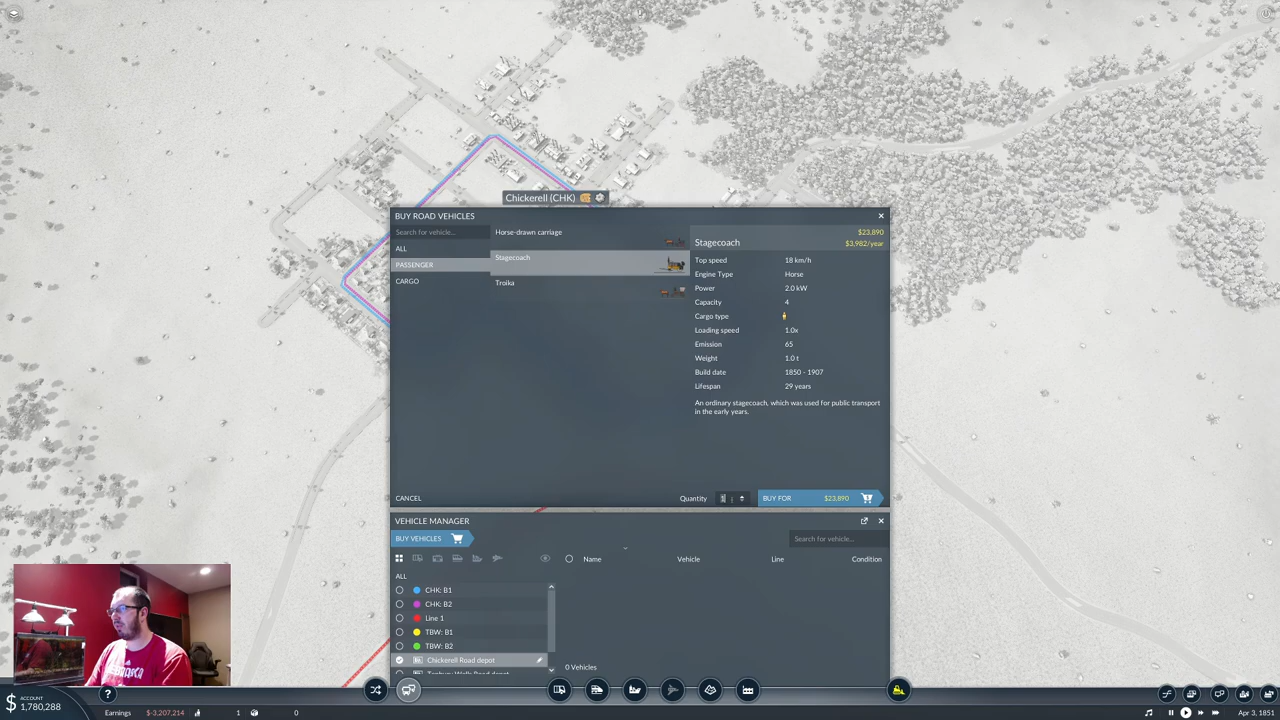 Chickerell (CHK)
BUY ROAD VEHICLES
Search for vehicle...
ALL
PASSENGER
CARGO
Horse-drawn carriage
Stagecoach
Troika
Stagecoach
$23,890
$3,982/year
Top speed 18 km/h
Engine Type Horse
Power 2.0 kW
Capacity 4
Cargo type
Loading speed 1.0x
Emission 65
Weight 1.0 t
Build date 1850 - 1907
Lifespan 29 years
An ordinary stagecoach, which was used for public transport
in the early years.
CANCEL
Quantity 1
BUY FOR $23,890
VEHICLE MANAGER
BUY VEHICLES
Search for vehicle...
Name Vehicle Line Condition
ALL
CHK: B1
CHK: B2
Line 1
TBW: B1
TBW: B2
Chickerell Road depot
0 Vehicles
ACCOUNT
$ 1,780,288
?
Earnings $-3,207,214 1 0
Apr 3, 1851